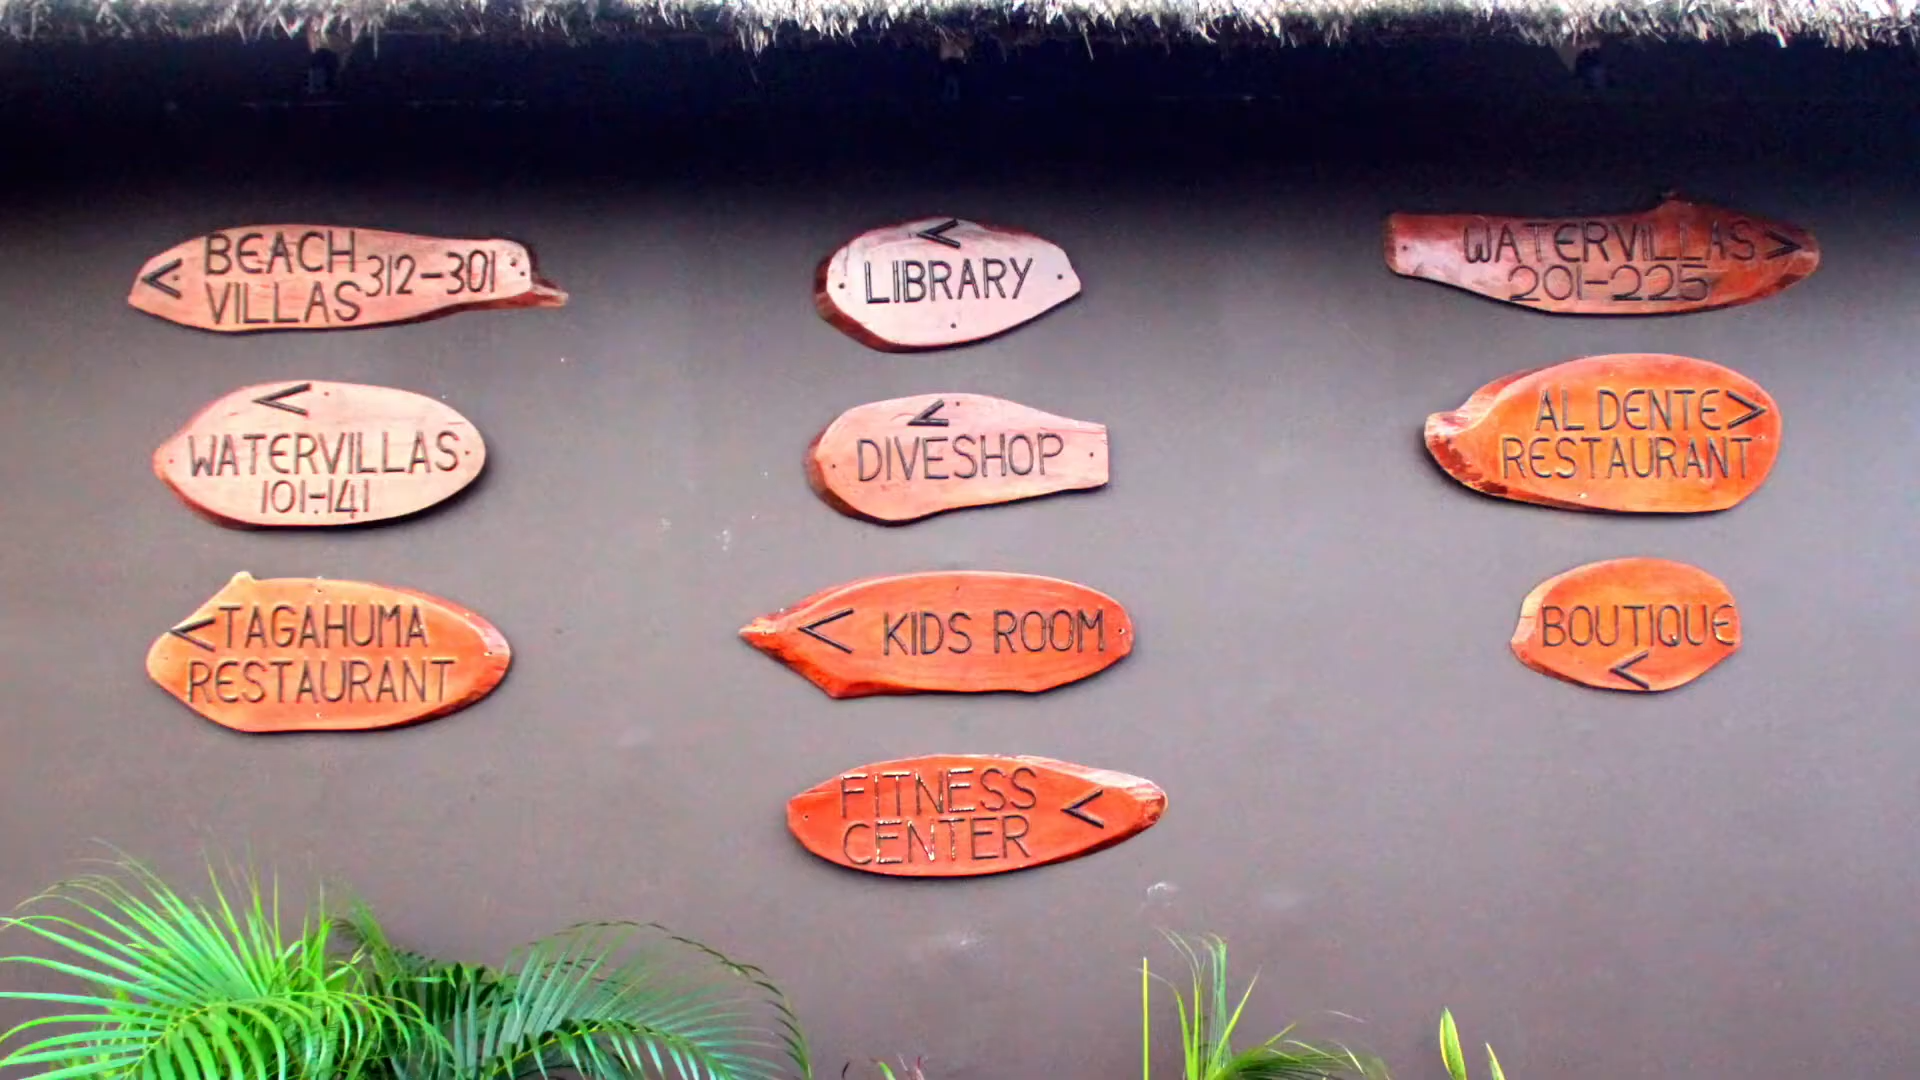 BEACH
VILLAS 312-301
<
<
WATERVILLAS
101-141
<TAGAHUMA
RESTAURANT
<
LIBRARY
<
DIVESHOP
< KIDS ROOM
FITNESS
CENTER <
WATERVILLAS >
201-225
AL DENTE >
RESTAURANT
BOUTIQUE
<